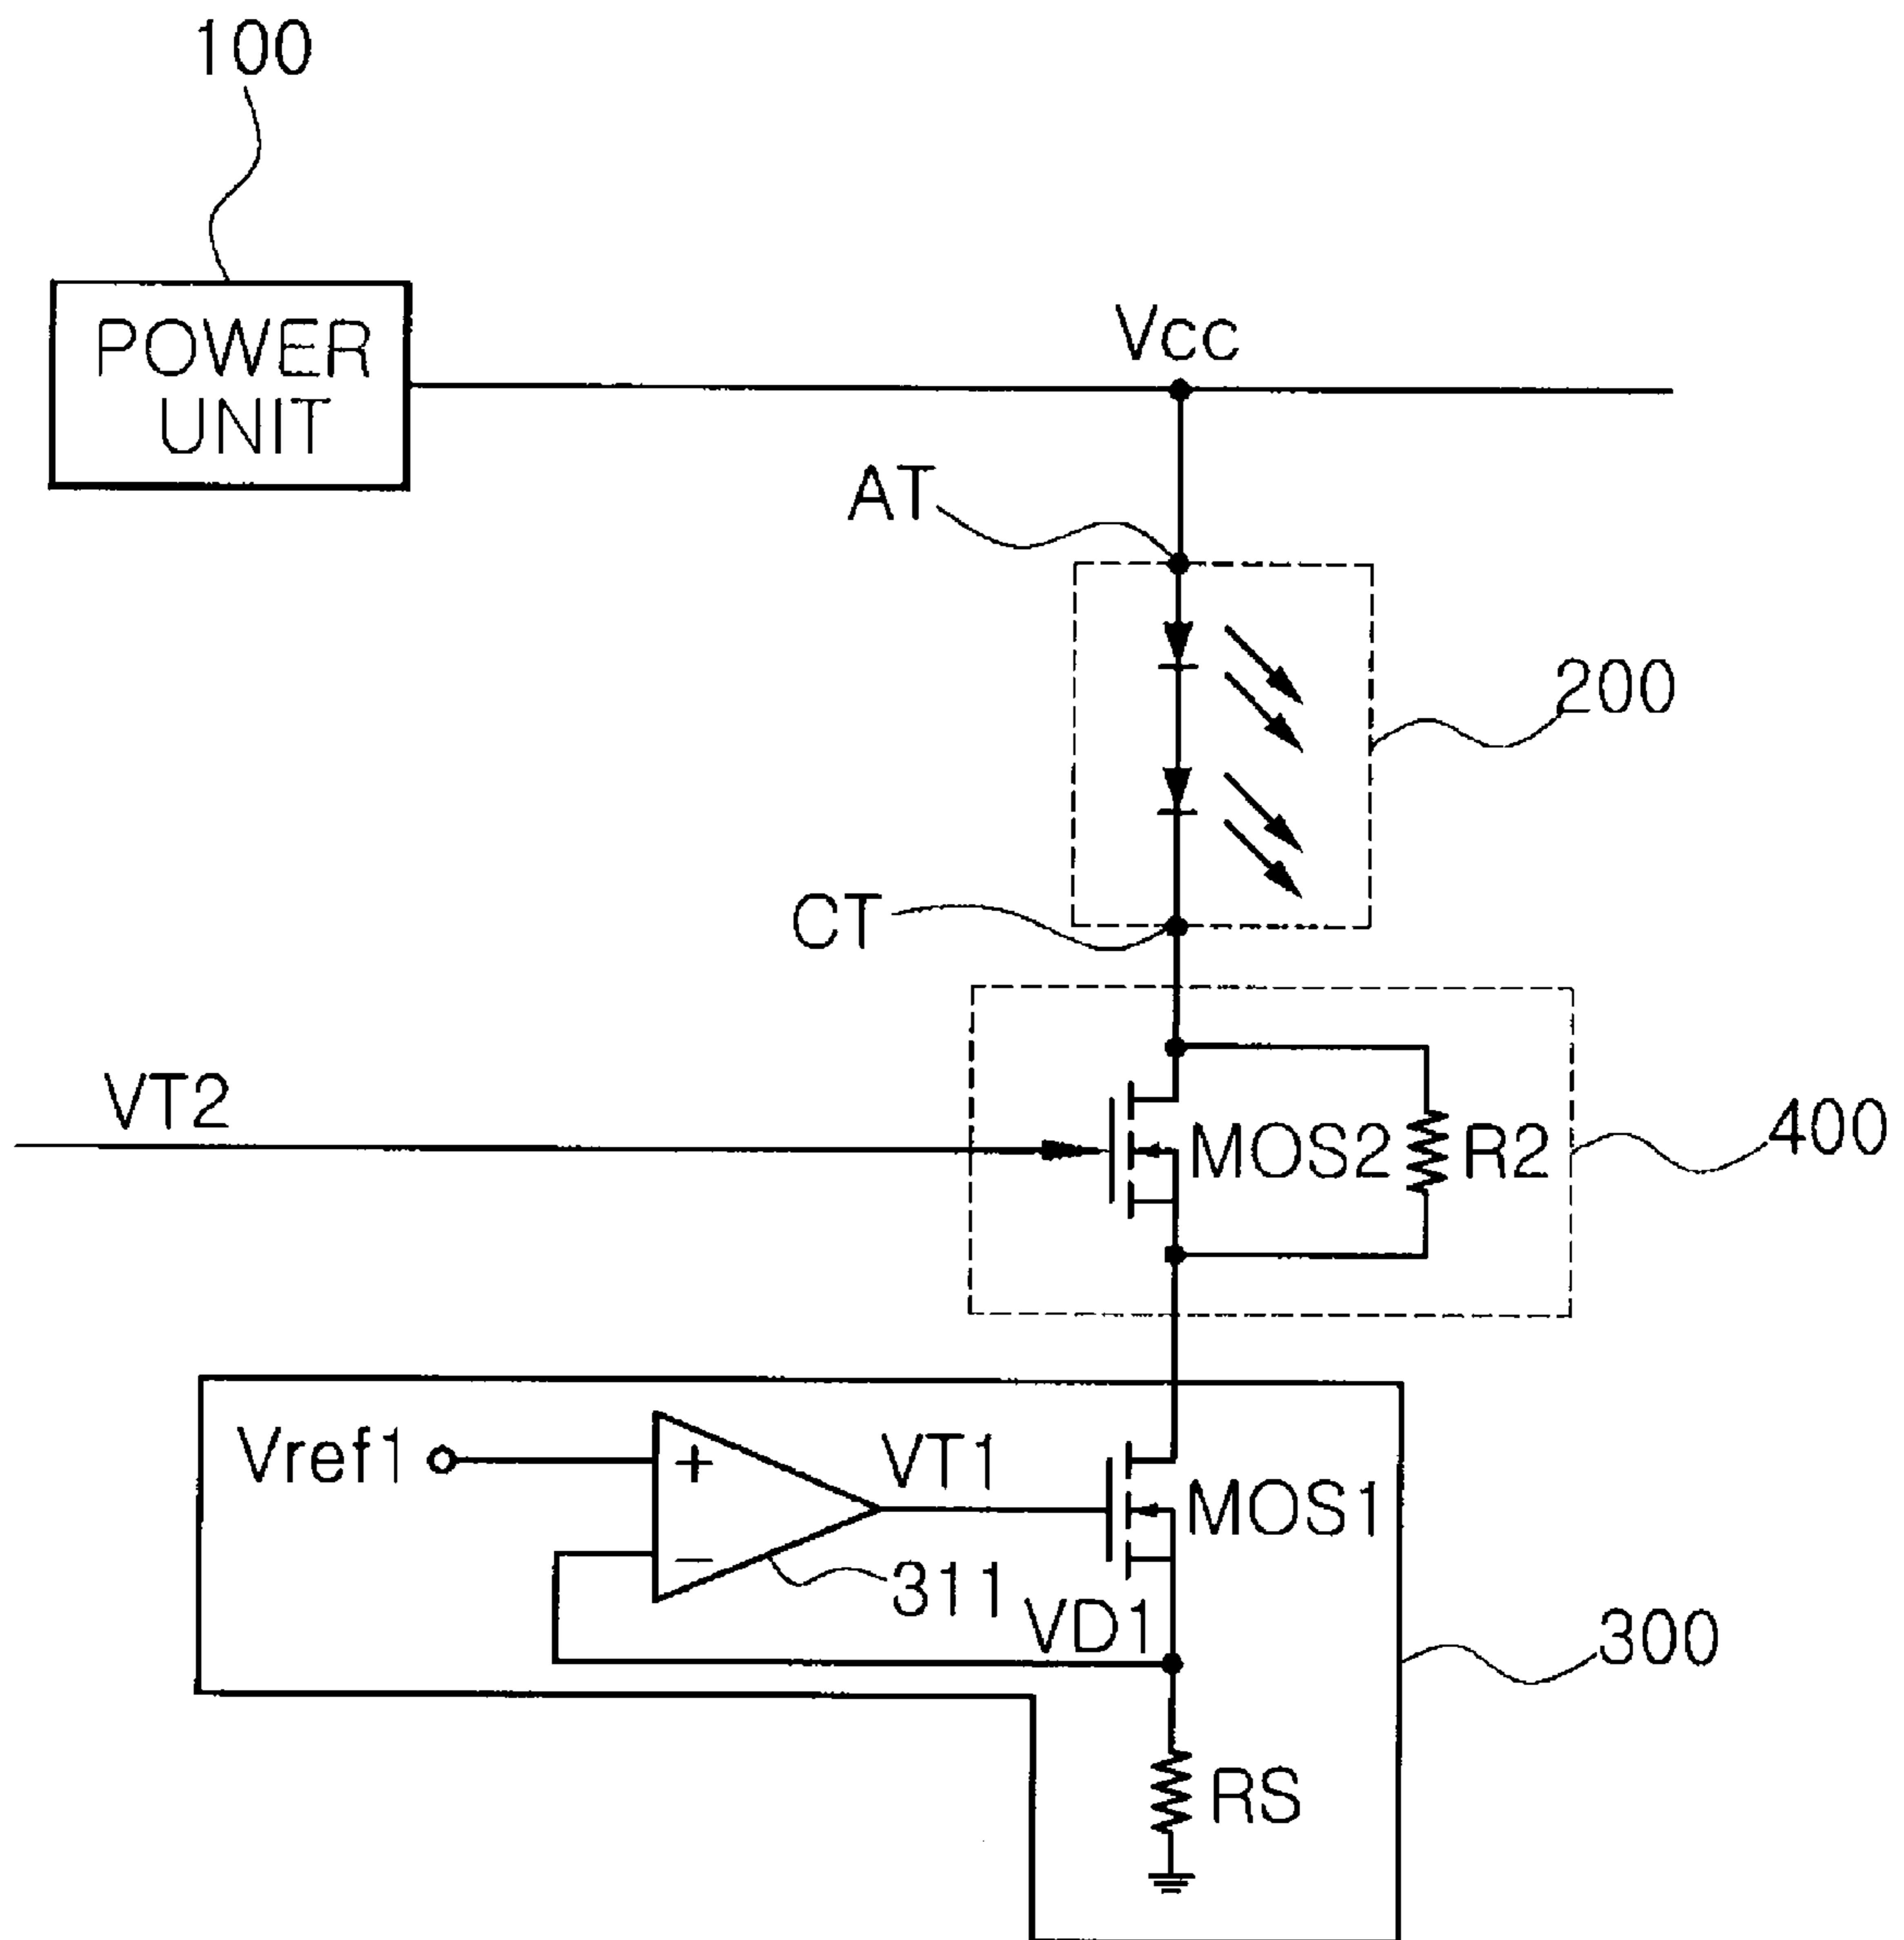 100
POWER
UNIT
Vcc
AT
200
CT
VT2
MOS2
R2
400
Vref1
+
VT1
MOS1
−
311
VD1
300
RS